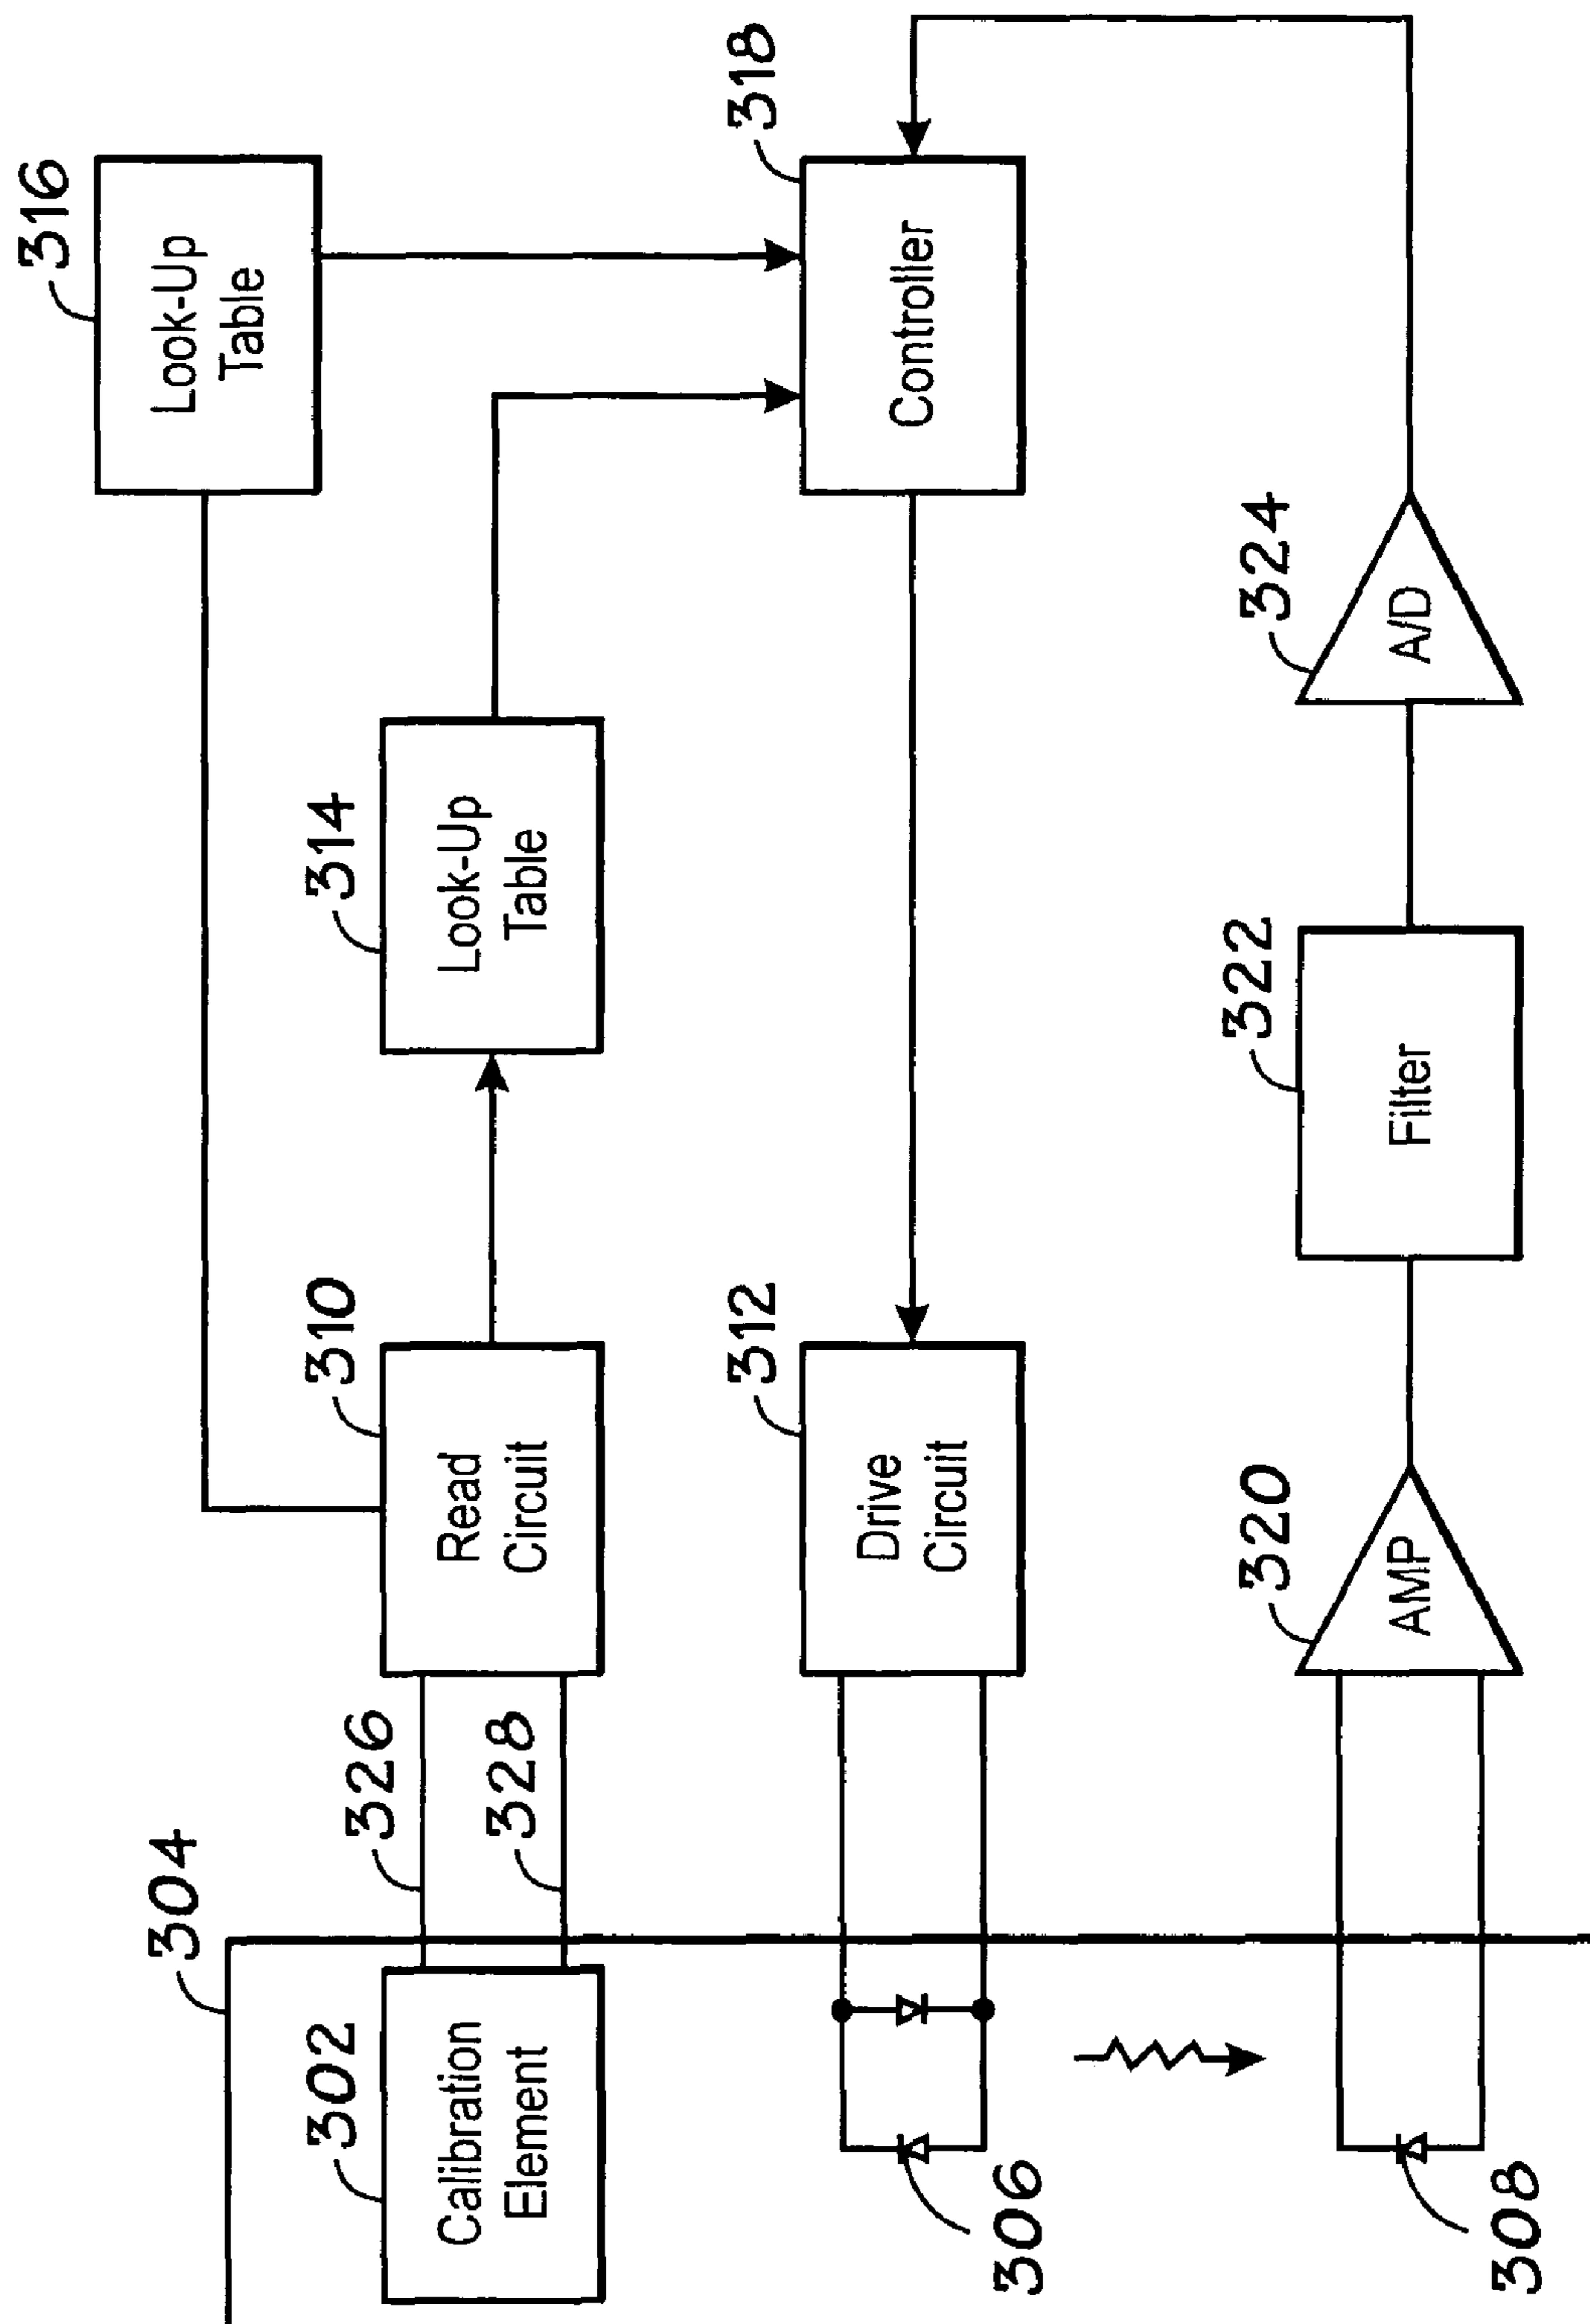 304
302
Calibration
Element
326
328
310
Read
Circuit
314
Look-Up
Table
316
Look-Up
Table
306
312
Drive
Circuit
318
Controller
308
320
AMP
322
Filter
324
A/D